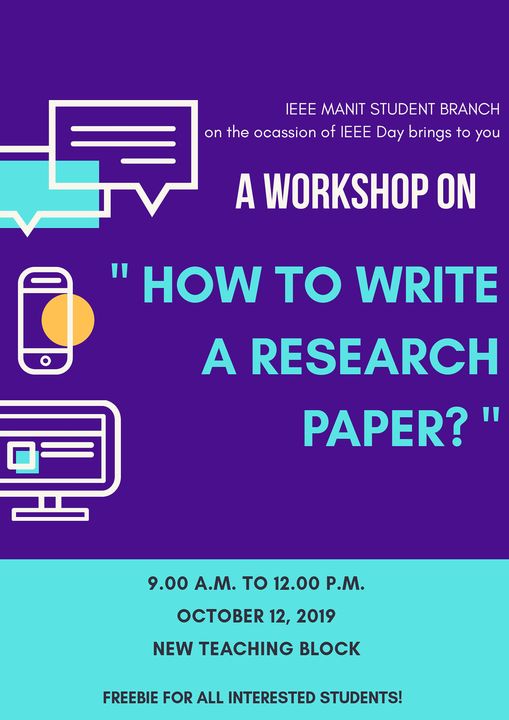 IEEE MANIT STUDENT BRANCH
on the ocassion of IEEE Day brings to you
A WORKSHOP ON
" HOW TO WRITE
A RESEARCH
PAPER? "
9.00 A.M. TO 12.00 P.M.
OCTOBER 12, 2019
NEW TEACHING BLOCK
FREEBIE FOR ALL INTERESTED STUDENTS!